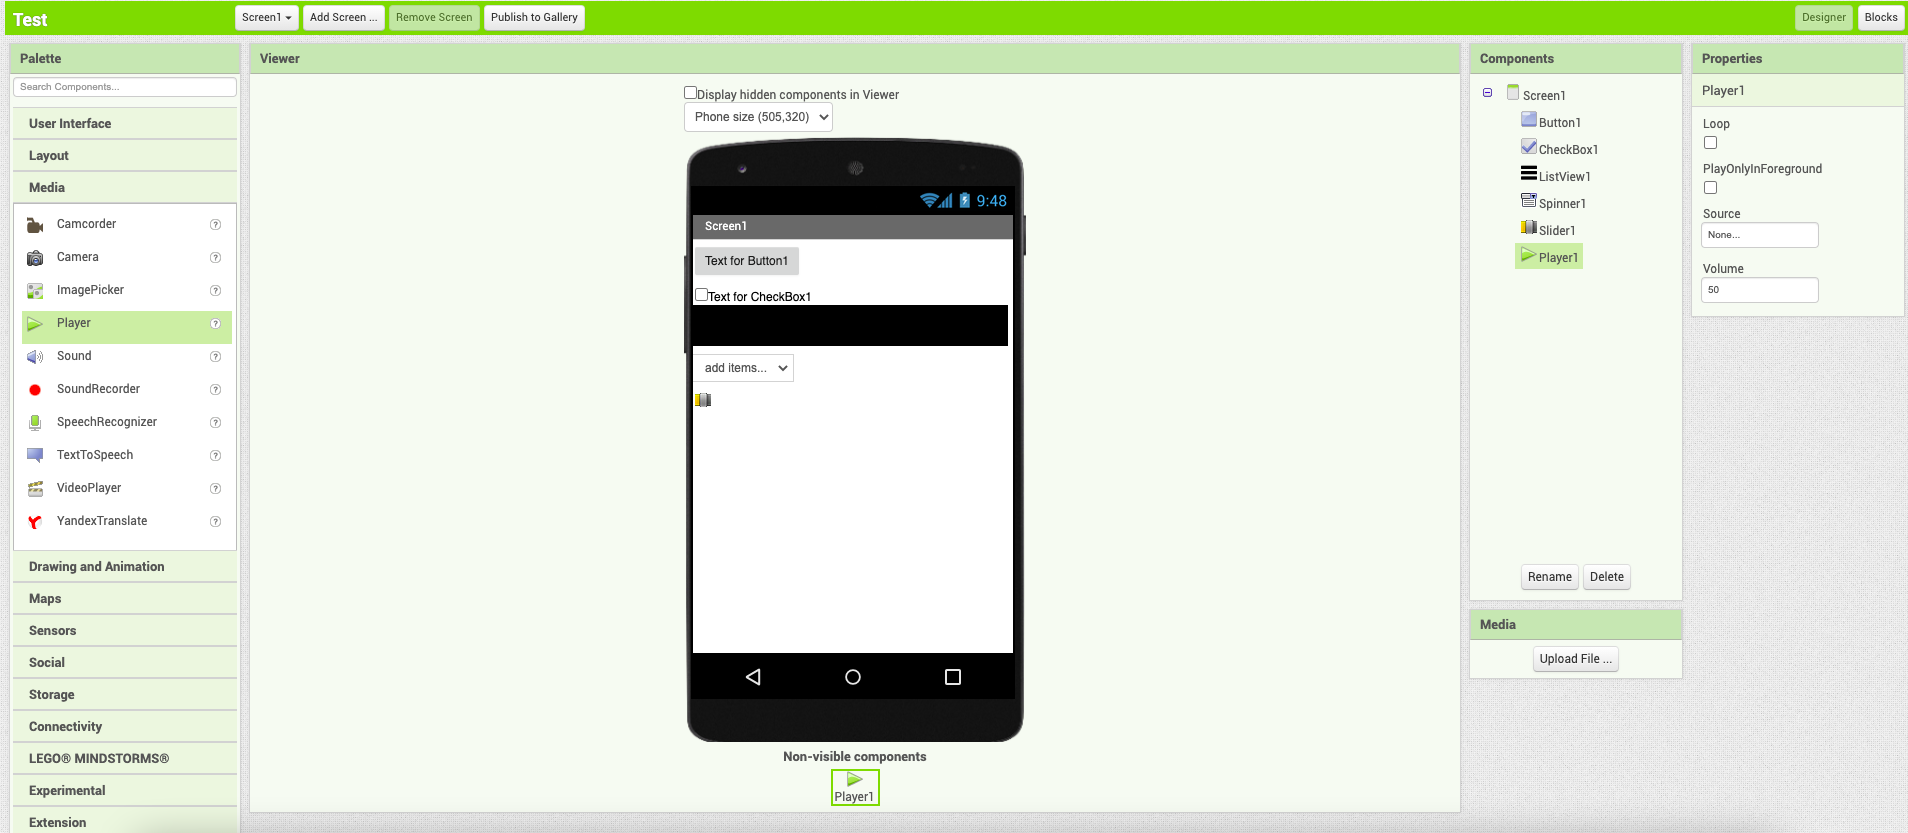 Test
Screen1
Add Screen ...
Remove Screen
Publish to Gallery
Designer
Blocks
Palette
Search Components...
User Interface
Layout
Media
Camcorder
?
Camera
?
ImagePicker
?
Player
?
Sound
?
SoundRecorder
?
SpeechRecognizer
?
TextToSpeech
?
VideoPlayer
?
YandexTranslate
?
Drawing and Animation
Maps
Sensors
Social
Storage
Connectivity
LEGO® MINDSTORMS®
Experimental
Extension
Viewer
Display hidden components in Viewer
Phone size (505,320)
9:48
Screen1
Text for Button1
Text for CheckBox1
add items...
Non-visible components
Player1
Components
Screen1
Button1
CheckBox1
ListView1
Spinner1
Slider1
Player1
Rename
Delete
Media
Upload File ...
Properties
Player1
Loop
PlayOnlyInForeground
Source
None...
Volume
50